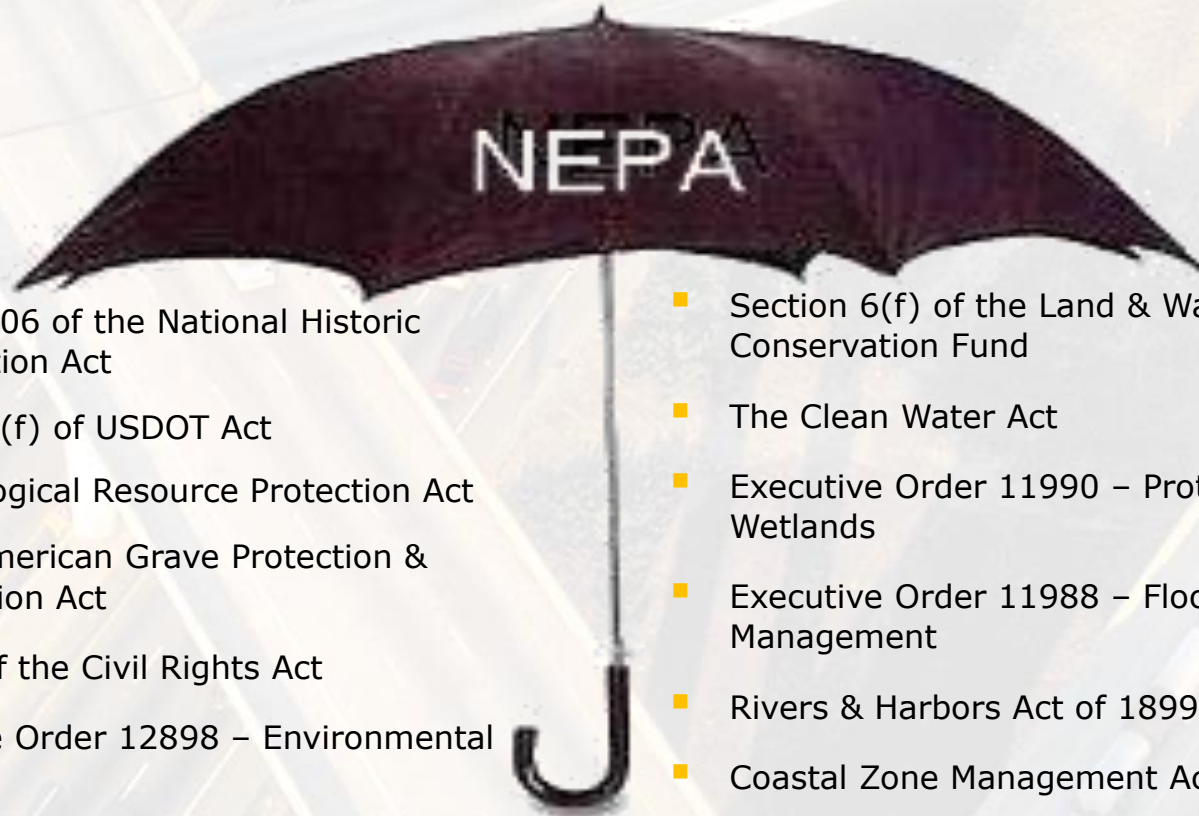 NEPA
06 of the National Historic
tion Act
(f) of USDOT Act
ogical Resource Protection Act
merican Grave Protection &
ion Act
f the Civil Rights Act
e Order 12898 – Environmental
Section 6(f) of the Land & Wa
Conservation Fund
The Clean Water Act
Executive Order 11990 – Prot
Wetlands
Executive Order 11988 – Floo
Management
Rivers & Harbors Act of 1899
Coastal Zone Management Ac